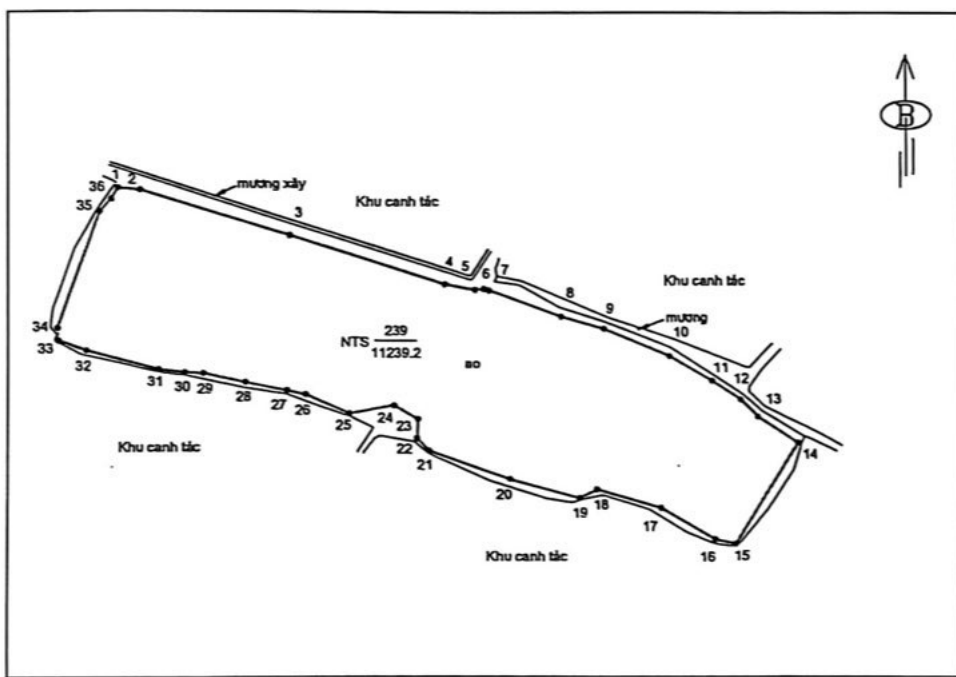 B
36 1 2 mương xây
35 3 Khu canh tác
4 5 6 7
Khu canh tác
8 9 mương
10
34 NTS 239
11239.2
33 32 BD 11 12
31 30 29 28 27 26 13
25 24 23 14
Khu canh tác 22 21
20 19 18 17
Khu canh tác 16 15